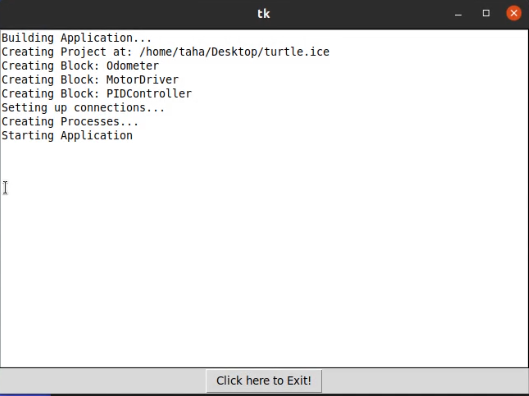 tk
Building Application...
Creating Project at: /home/taha/Desktop/turtle.ice
Creating Block: Odometer
Creating Block: MotorDriver
Creating Block: PIDController
Setting up connections...
Creating Processes...
Starting Application
Click here to Exit!